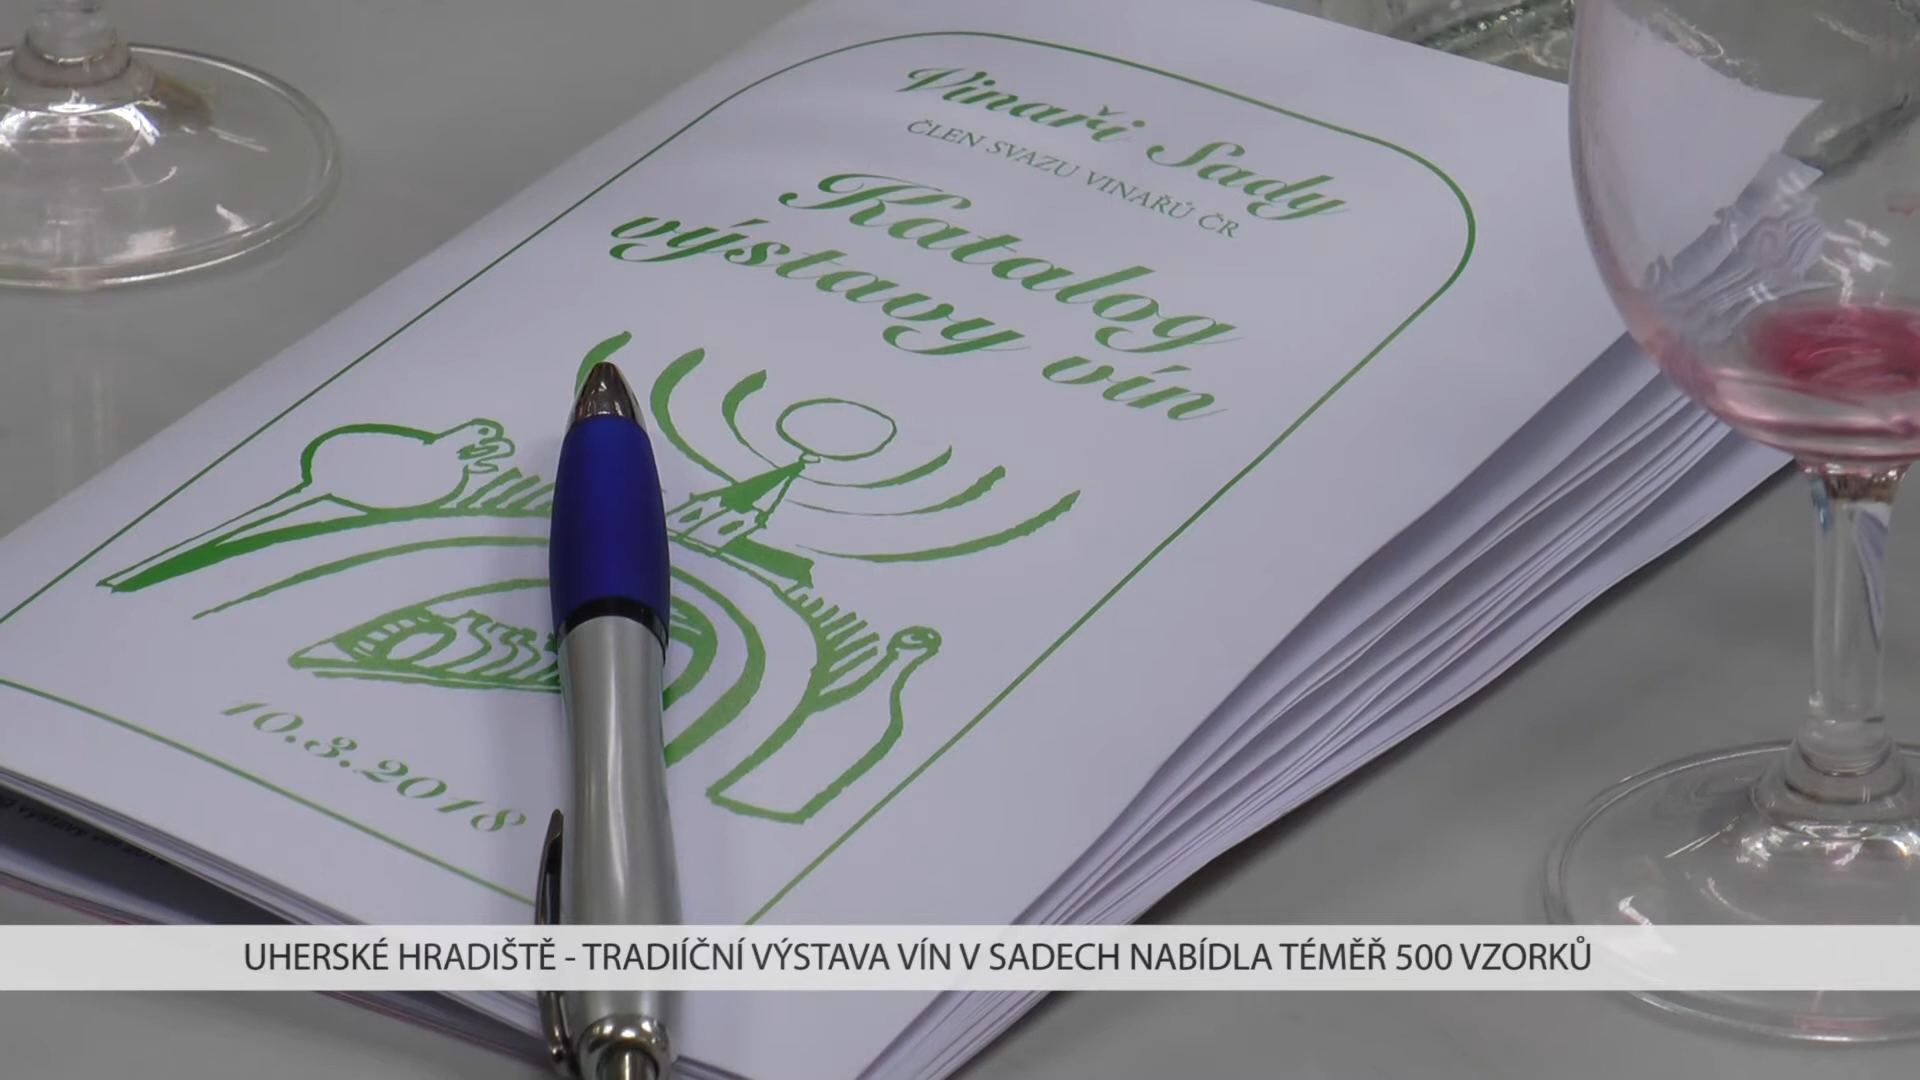 Vinaři Sady
ČLEN SVAZU VINAŘŮ ČR
Katalog
výstavy vín
10.3.2018
UHERSKÉ HRADIŠTĚ - TRADIÍČNÍ VÝSTAVA VÍN V SADECH NABÍDLA TÉMĚŘ 500 VZORKŮ